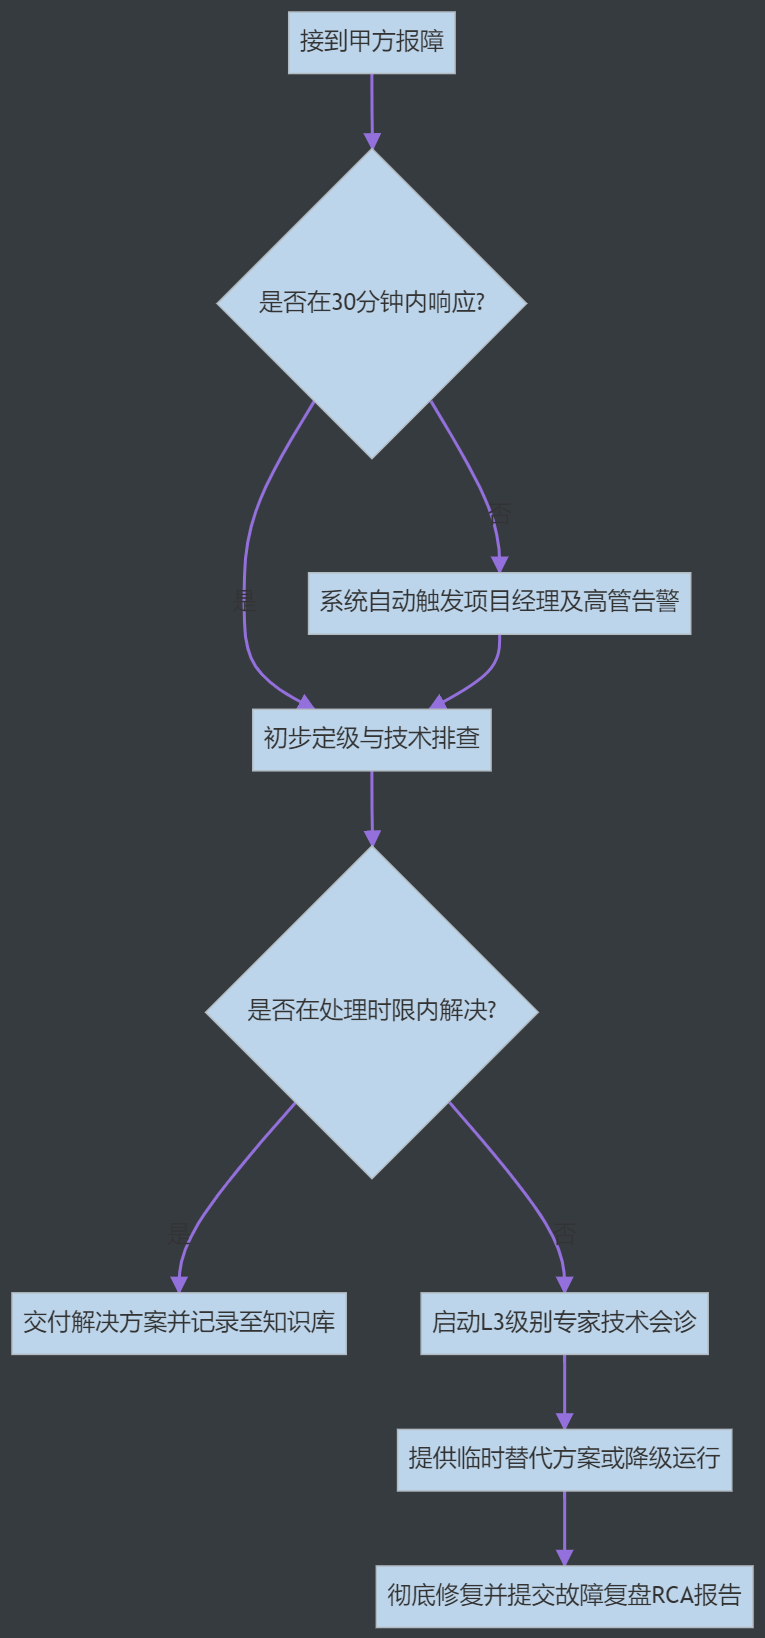 接到甲方报障
是否在30分钟内响应?
否
是
系统自动触发项目经理及高管告警
初步定级与技术排查
是否在处理时限内解决?
是
否
交付解决方案并记录至知识库
启动L3级别专家技术会诊
提供临时替代方案或降级运行
彻底修复并提交故障复盘RCA报告